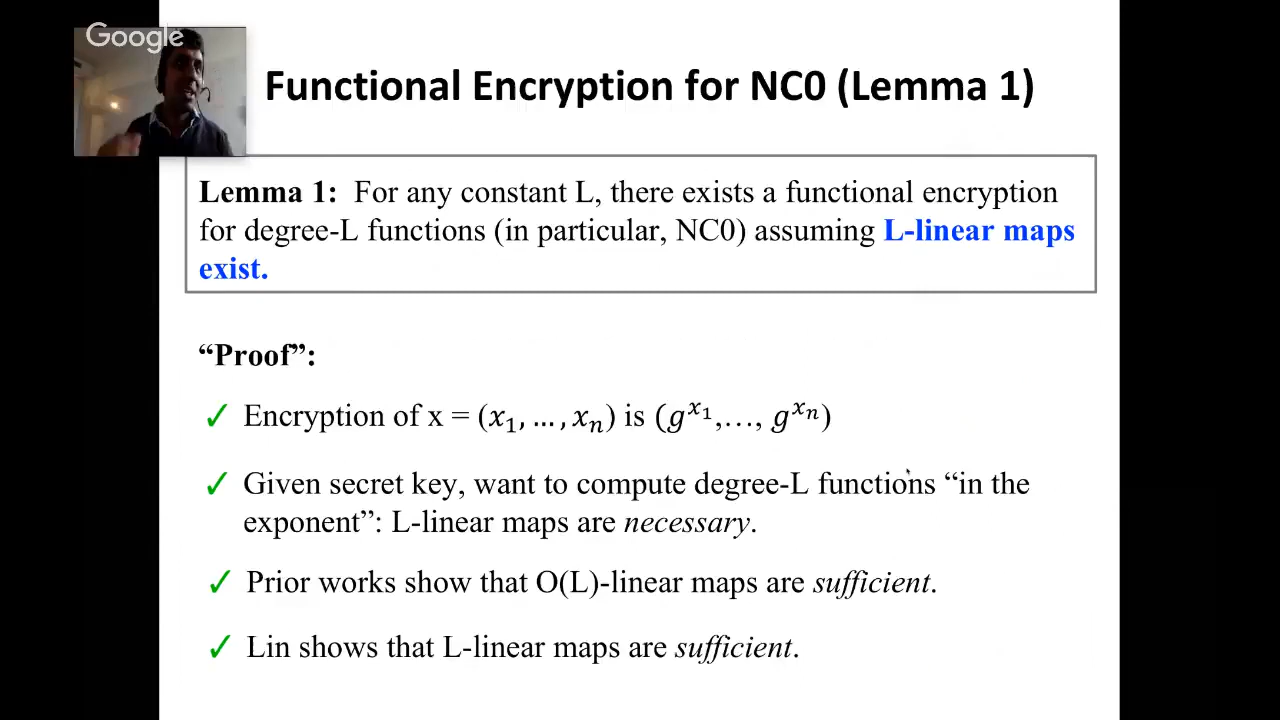 Google
Functional Encryption for NC0 (Lemma 1)
Lemma 1: For any constant L, there exists a functional encryption
for degree-L functions (in particular, NC0) assuming L-linear maps
exist.
“Proof”:
✓ Encryption of x = (x₁, … , xₙ) is (g^{x₁},…, g^{xₙ})
✓ Given secret key, want to compute degree-L functions “in the
exponent”: L-linear maps are necessary.
✓ Prior works show that O(L)-linear maps are sufficient.
✓ Lin shows that L-linear maps are sufficient.